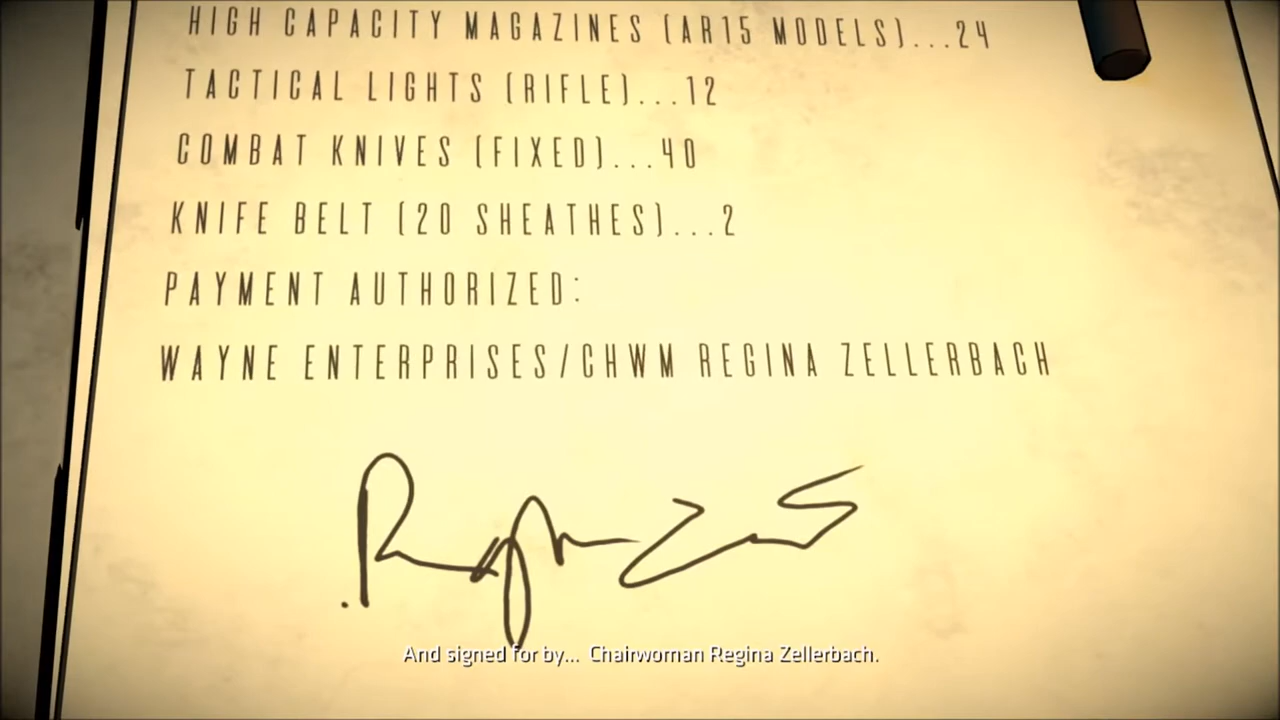 HIGH CAPACITY MAGAZINES (AR15 MODELS)...24
TACTICAL LIGHTS (RIFLE)...12
COMBAT KNIVES (FIXED)...40
KNIFE BELT (20 SHEATHES)...2
PAYMENT AUTHORIZED:
WAYNE ENTERPRISES/CHWM REGINA ZELLERBACH
And signed for by... Chairwoman Regina Zellerbach.